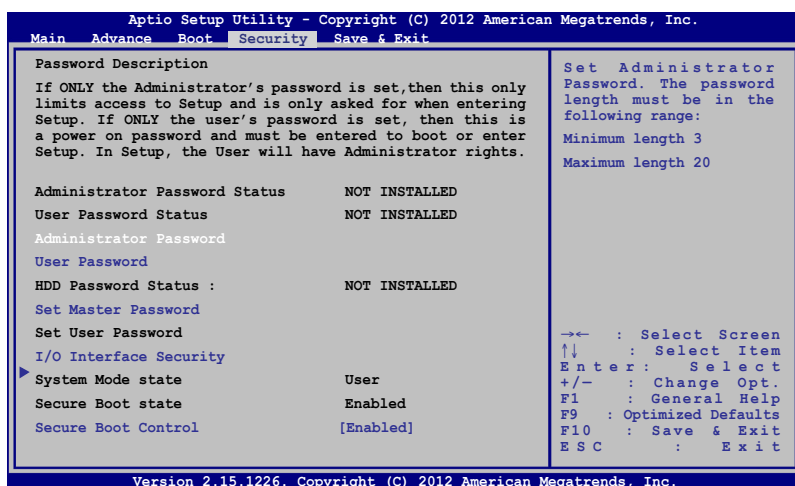 Aptio Setup Utility - Copyright (C) 2012 American Megatrends, Inc.
Main Advance Boot Security Save & Exit
Password Description
If ONLY the Administrator's password is set,then this only
limits access to Setup and is only asked for when entering
Setup. If ONLY the user's password is set, then this is
a power on password and must be entered to boot or enter
Setup. In Setup, the User will have Administrator rights.
Administrator Password Status NOT INSTALLED
User Password Status NOT INSTALLED
Administrator Password
User Password
HDD Password Status : NOT INSTALLED
Set Master Password
Set User Password
I/O Interface Security
System Mode state User
Secure Boot state Enabled
Secure Boot Control [Enabled]
Set Administrator
Password. The password
length must be in the
following range:
Minimum length 3
Maximum length 20
→← : Select Screen
↑↓ : Select Item
Enter: Select
+/— : Change Opt.
F1 : General Help
F9 : Optimized Defaults
F10 : Save & Exit
ESC : Exit
Version 2.15.1226. Copyright (C) 2012 American Megatrends, Inc.